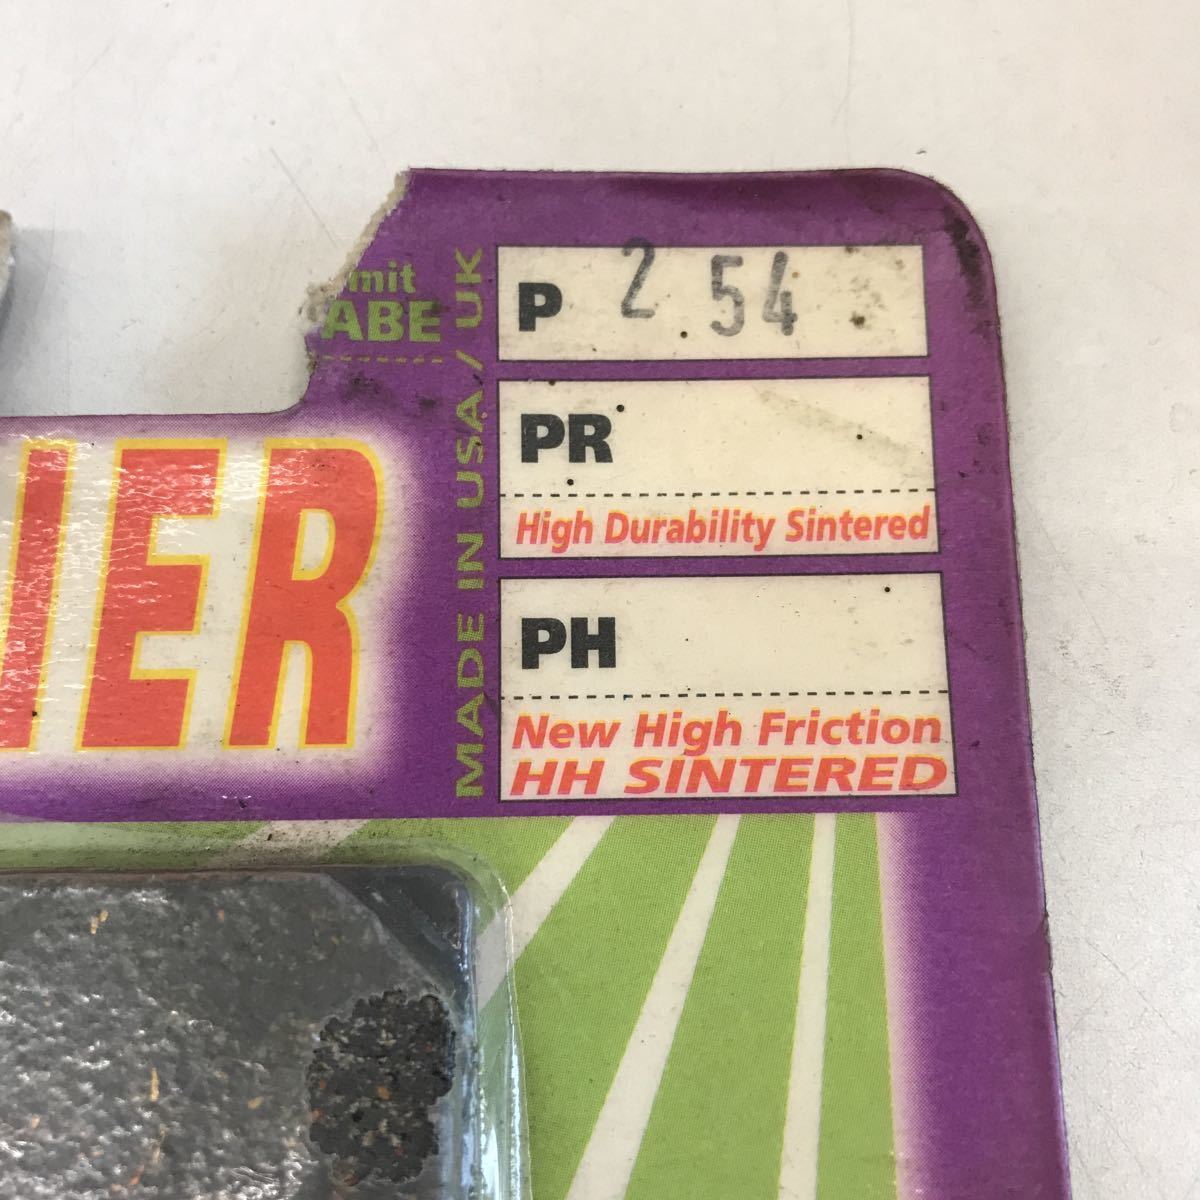 mit
ABE
MADE IN USA / UK
P 2 54
PR
High Durability Sintered
PH
New High Friction
HH SINTERED
IER